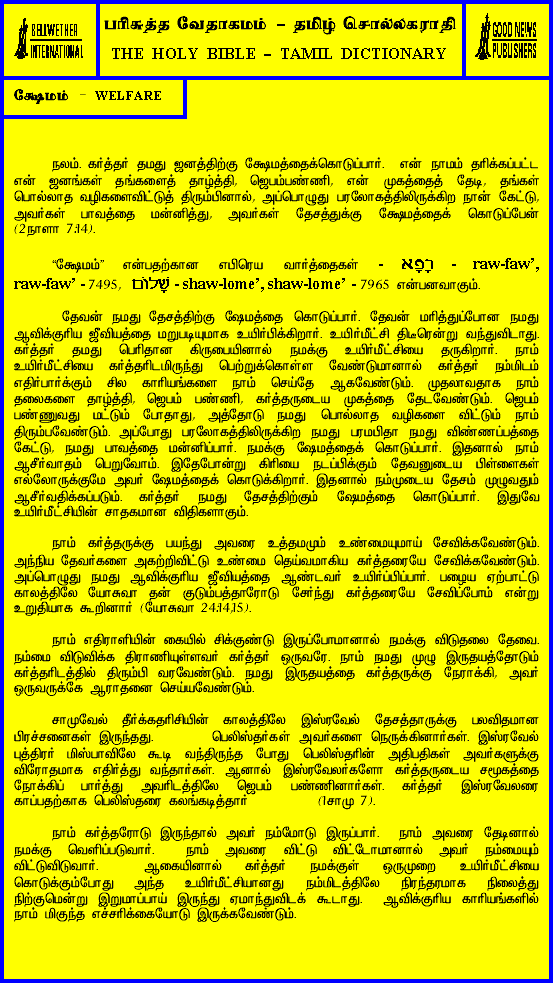 BELLWETHER
INTERNATIONAL
பரிசுத்த வேதாகமம் – தமிழ் சொல்லகராதி
THE HOLY BIBLE – TAMIL DICTIONARY
GOOD NEWS
PUBLISHERS
க்ஷேமம் – WELFARE
நலம். கர்த்தர் தமது ஜனத்திற்கு க்ஷேமத்தைக்கொடுப்பார். என் நாமம் தரிக்கப்பட்ட
என் ஜனங்கள் தங்களைத் தாழ்த்தி, ஜெபம்பண்ணி, என் முகத்தைத் தேடி, தங்கள்
பொல்லாத வழிகளைவிட்டுத் திரும்பினால், அப்பொழுது பரலோகத்திலிருக்கிற நான் கேட்டு,
அவர்கள் பாவத்தை மன்னித்து, அவர்கள் தேசத்துக்கு க்ஷேமத்தைக் கொடுப்பேன்
(2நாளா 7:14).
“க்ஷேமம்” என்பதற்கான எபிரெய வார்த்தைகள் - רָפָא - raw-faw’,
raw-faw’ - 7495, שָׁלוֹם - shaw-lome’, shaw-lome’ - 7965 என்பனவாகும்.
தேவன் நமது தேசத்திற்கு ஷேமத்தை கொடுப்பார். தேவன் மரித்துப்போன நமது
ஆவிக்குரிய ஜீவியத்தை மறுபடியுமாக உயிர்பிக்கிறார். உயிர்மீட்சி திடீரென்று வந்துவிடாது.
கர்த்தர் தமது பெரிதான கிருபையினால் நமக்கு உயிர்மீட்சியை தருகிறார். நாம்
உயிர்மீட்சியை கர்த்தரிடமிருந்து பெற்றுக்கொள்ள வேண்டுமானால் கர்த்தர் நம்மிடம்
எதிர்பார்க்கும் சில காரியங்களை நாம் செய்தே ஆகவேண்டும். முதலாவதாக நாம்
தலைகளை தாழ்த்தி, ஜெபம் பண்ணி, கர்த்தருடைய முகத்தை தேடவேண்டும். ஜெபம்
பண்ணுவது மட்டும் போதாது, அத்தோடு நமது பொல்லாத வழிகளை விட்டும் நாம்
திரும்பவேண்டும். அப்போது பரலோகத்திலிருக்கிற நமது பரமபிதா நமது விண்ணப்பத்தை
கேட்டு, நமது பாவத்தை மன்னிப்பார். நமக்கு ஷேமத்தைக் கொடுப்பார். இதனால் நாம்
ஆசீர்வாதம் பெறுவோம். இதேபோன்று கிரியை நடப்பிக்கும் தேவனுடைய பிள்ளைகள்
எல்லோருக்குமே அவர் ஷேமத்தைக் கொடுக்கிறார். இதனால் நம்முடைய தேசம் முழுவதும்
ஆசீர்வதிக்கப்படும். கர்த்தர் நமது தேசத்திற்கும் ஷேமத்தை கொடுப்பார். இதுவே
உயிர்மீட்சியின் சாதகமான விதிகளாகும்.
நாம் கர்த்தருக்கு பயந்து அவரை உத்தமமும் உண்மையுமாய் சேவிக்கவேண்டும்.
அந்நிய தேவர்களை அகற்றிவிட்டு உண்மை தெய்வமாகிய கர்த்தரையே சேவிக்கவேண்டும்.
அப்பொழுது நமது ஆவிக்குரிய ஜீவியத்தை ஆண்டவர் உயிர்ப்பிப்பார். பழைய ஏற்பாட்டு
காலத்திலே யோசுவா தன் குடும்பத்தாரோடு சேர்ந்து கர்த்தரையே சேவிப்போம் என்று
உறுதியாக கூறினார் (யோசுவா 24:14,15).
நாம் எதிராளியின் கையில் சிக்குண்டு இருப்போமானால் நமக்கு விடுதலை தேவை.
நம்மை விடுவிக்க திராணியுள்ளவர் கர்த்தர் ஒருவரே. நாம் நமது முழு இருதயத்தோடும்
கர்த்தரிடத்தில் திரும்பி வரவேண்டும். நமது இருதயத்தை கர்த்தருக்கு நேராக்கி, அவர்
ஒருவருக்கே ஆராதனை செய்யவேண்டும்.
சாமுவேல் தீர்க்கதரிசியின் காலத்திலே இஸ்ரவேல் தேசத்தாருக்கு பலவிதமான
பிரச்சனைகள் இருந்தது. பெலிஸ்தர்கள் அவர்களை நெருக்கினார்கள். இஸ்ரவேல்
புத்திரர் மிஸ்பாவிலே கூடி வந்திருந்த போது பெலிஸ்தரின் அதிபதிகள் அவர்களுக்கு
விரோதமாக எதிர்த்து வந்தார்கள். ஆனால் இஸ்ரவேலர்களோ கர்த்தருடைய சமூகத்தை
நோக்கிப் பார்த்து அவரிடத்திலே ஜெபம் பண்ணினார்கள். கர்த்தர் இஸ்ரவேலரை
காப்பதற்காக பெலிஸ்தரை கலங்கடித்தார் (1சாமு 7).
நாம் கர்த்தரோடு இருந்தால் அவர் நம்மோடு இருப்பார். நாம் அவரை தேடினால்
நமக்கு வெளிப்படுவார். நாம் அவரை விட்டு விட்டோமானால் அவர் நம்மையும்
விட்டுவிடுவார். ஆகையினால் கர்த்தர் நமக்குள் ஒருமுறை உயிர்மீட்சியை
கொடுக்கும்போது அந்த உயிர்மீட்சியானது நம்மிடத்திலே நிரந்தரமாக நிலைத்து
நிற்குமென்று இறுமாப்பாய் இருந்து ஏமாந்துவிடக் கூடாது. ஆவிக்குரிய காரியங்களில்
நாம் மிகுந்த எச்சரிக்கையோடு இருக்கவேண்டும்.